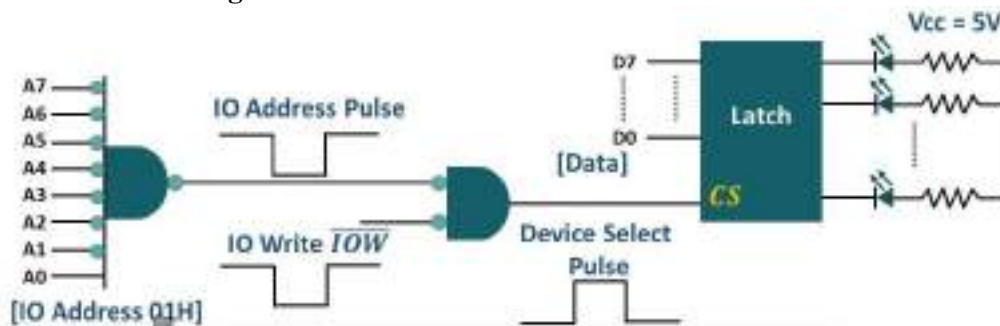 Vcc = 5V
A7
A6
A5
A4
A3
A2
A1
A0
[IO Address 01H]
IO Address Pulse
IO Write IOW
D7
D0
[Data]
Latch
CS
Device Select
Pulse